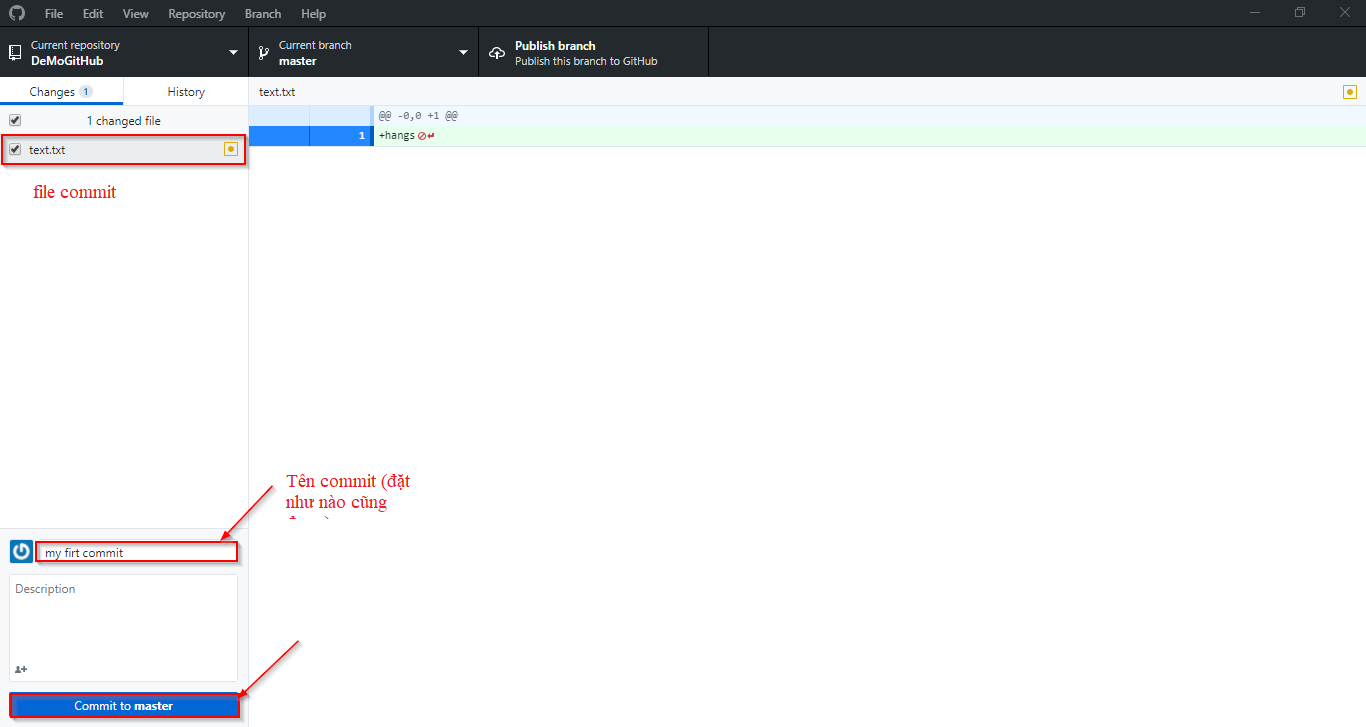 File Edit View Repository Branch Help
Current repository
DeMoGitHub
Current branch
master
Publish branch
Publish this branch to GitHub
Changes 1
History
text.txt
1 changed file
@@ -0,0 +1 @@
text.txt
1 +hangs
file commit
Tên commit (đặt
như nào cũng
my firt commit
Description
Commit to master